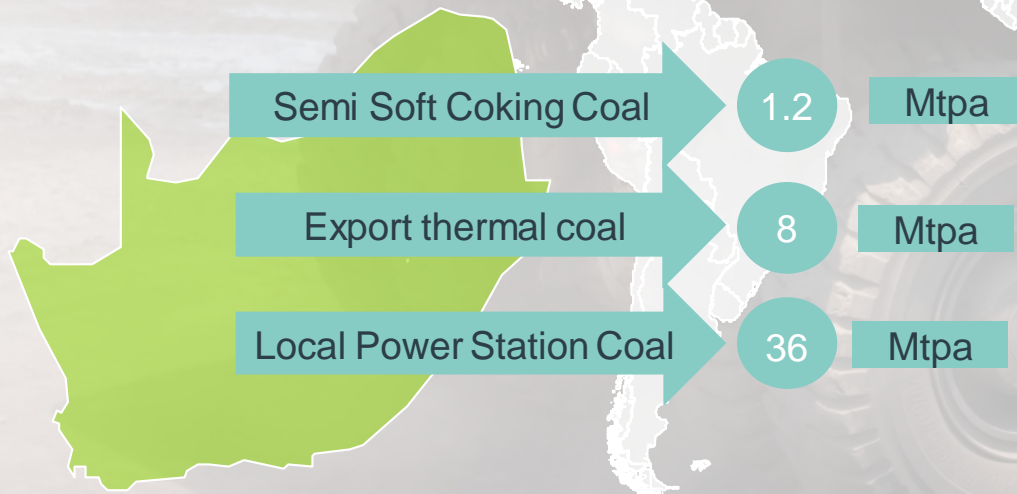 Semi Soft Coking Coal 1.2 Mtpa
Export thermal coal 8 Mtpa
Local Power Station Coal 36 Mtpa